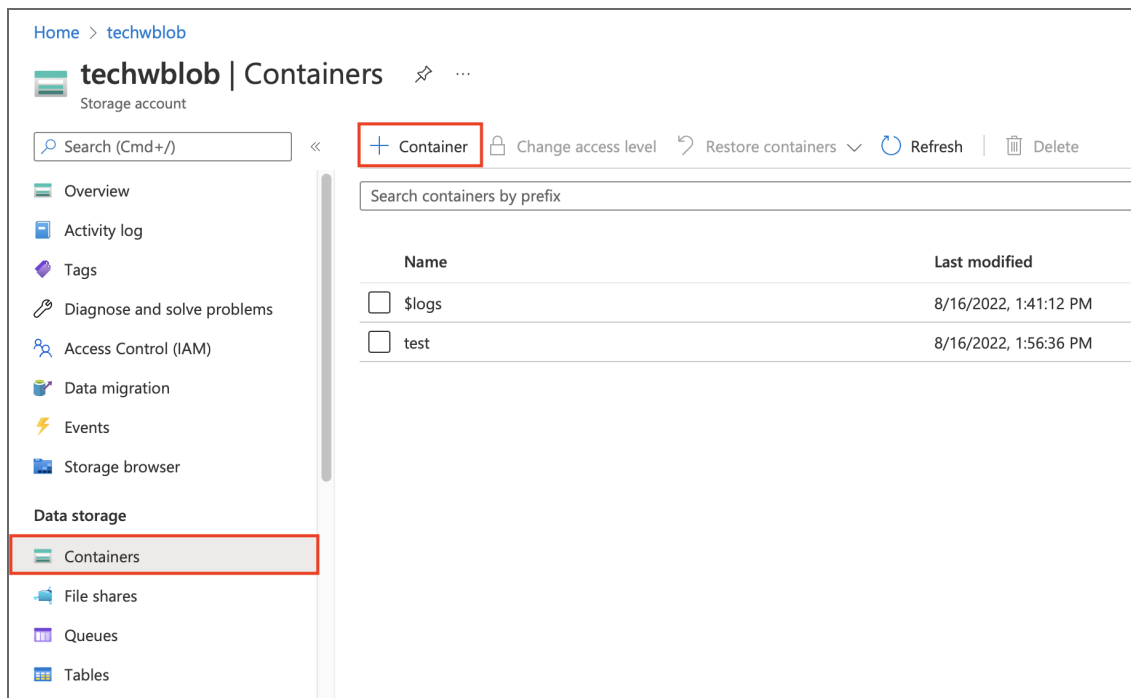 Home > techwblob
techwblob | Containers ...
Storage account
Search (Cmd+/) «
Container Change access level Restore containers Refresh Delete
Search containers by prefix
Overview
Activity log
Tags
Diagnose and solve problems
Access Control (IAM)
Data migration
Events
Storage browser
Data storage
Containers
File shares
Queues
Tables
Name Last modified
$logs 8/16/2022, 1:41:12 PM
test 8/16/2022, 1:56:36 PM